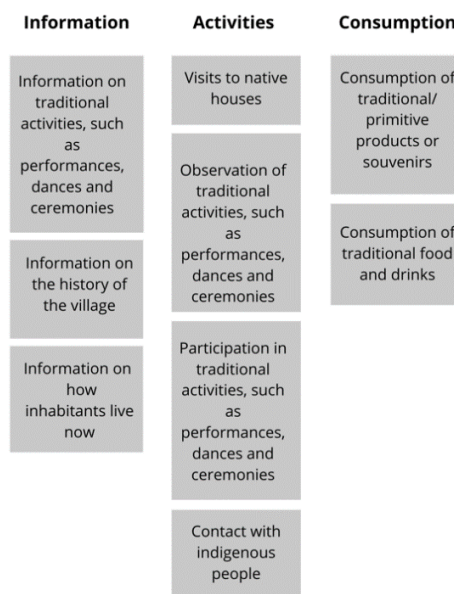 Information
Information on
traditional
activities, such
as
performances,
dances and
ceremonies
Information on
the history of
the village
Information on
how
inhabitants live
now
Activities
Visits to native
houses
Observation of
traditional
activities, such
as
performances,
dances and
ceremonies
Participation in
traditional
activities, such
as
performances,
dances and
ceremonies
Contact with
indigenous
people
Consumption
Consumption of
traditional/
primitive
products or
souvenirs
Consumption of
traditional food
and drinks